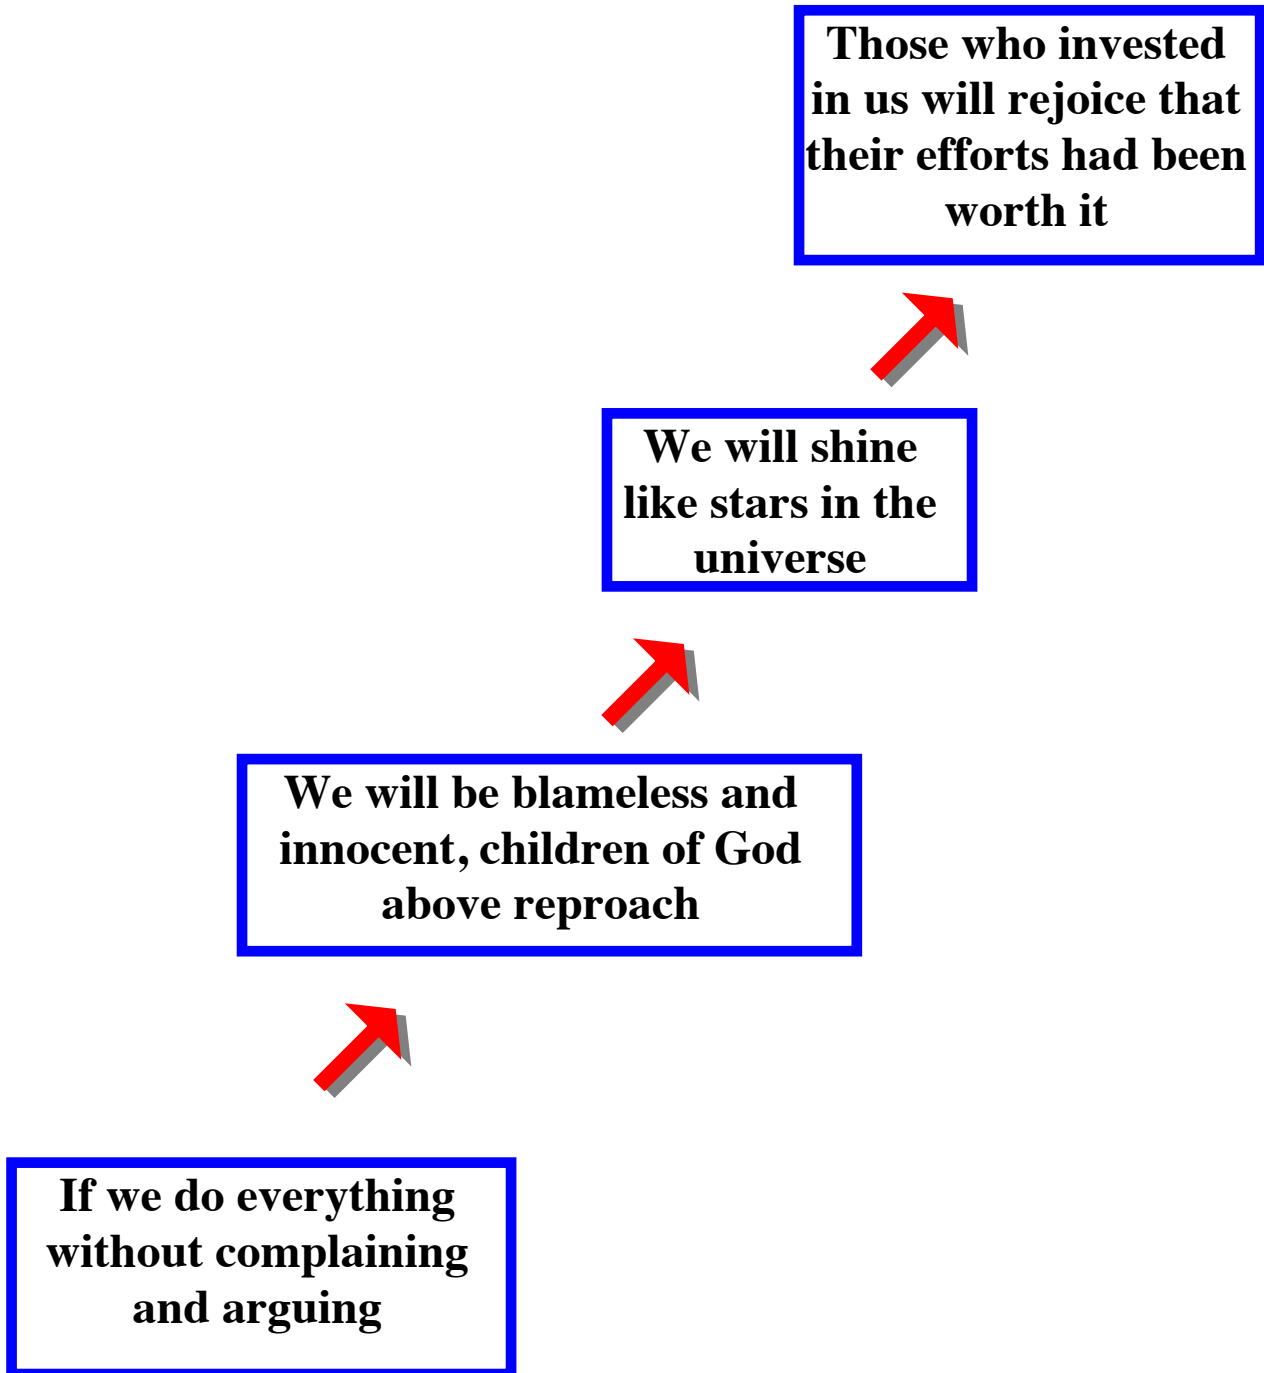 Those who invested
in us will rejoice that
their efforts had been
worth it
We will shine
like stars in the
universe
We will be blameless and
innocent, children of God
above reproach
If we do everything
without complaining
and arguing